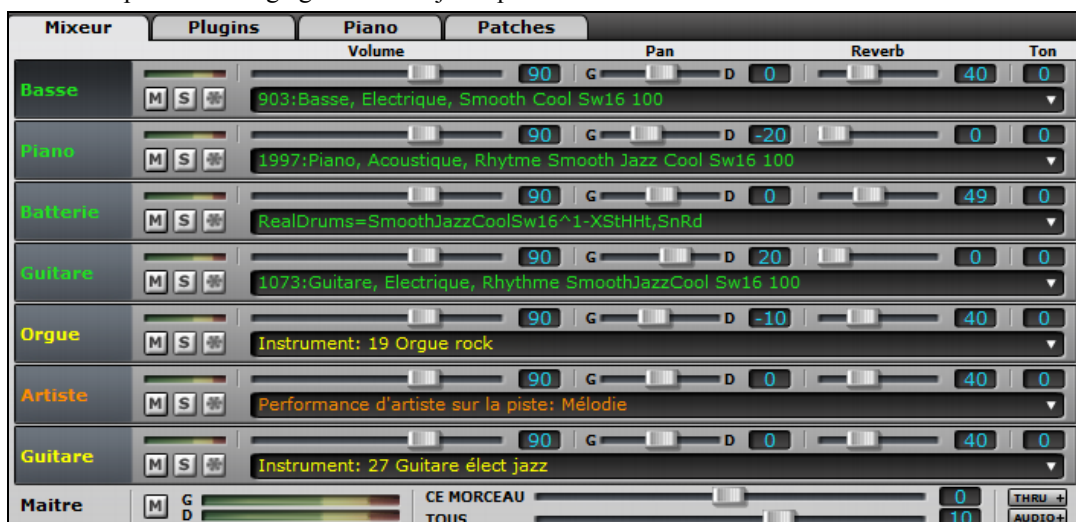 Mixeur Plugins Piano Patches
Volume Pan Reverb Ton
Basse 90 G D 0 40 0
M S 903:Basse, Electrique, Smooth Cool Sw16 100
Piano 90 G D -20 0 0
M S 1997:Piano, Acoustique, Rhytme Smooth Jazz Cool Sw16 100
Batterie 90 G D 0 49 0
M S RealDrums=SmoothJazzCoolSw16^1-XStHHt,SnRd
Guitare 90 G D 20 0 0
M S 1073:Guitare, Electrique, Rhythme SmoothJazzCool Sw16 100
Orgue 90 G D -10 40 0
M S Instrument: 19 Orgue rock
Artiste 90 G D 0 40 0
M S Performance d'artiste sur la piste: Mélodie
Guitare 90 G D 0 40 0
M S Instrument: 27 Guitare élect jazz
Maitre M G CE MORCEAU 0 THRU +
D TOUS 10 AUDIO+